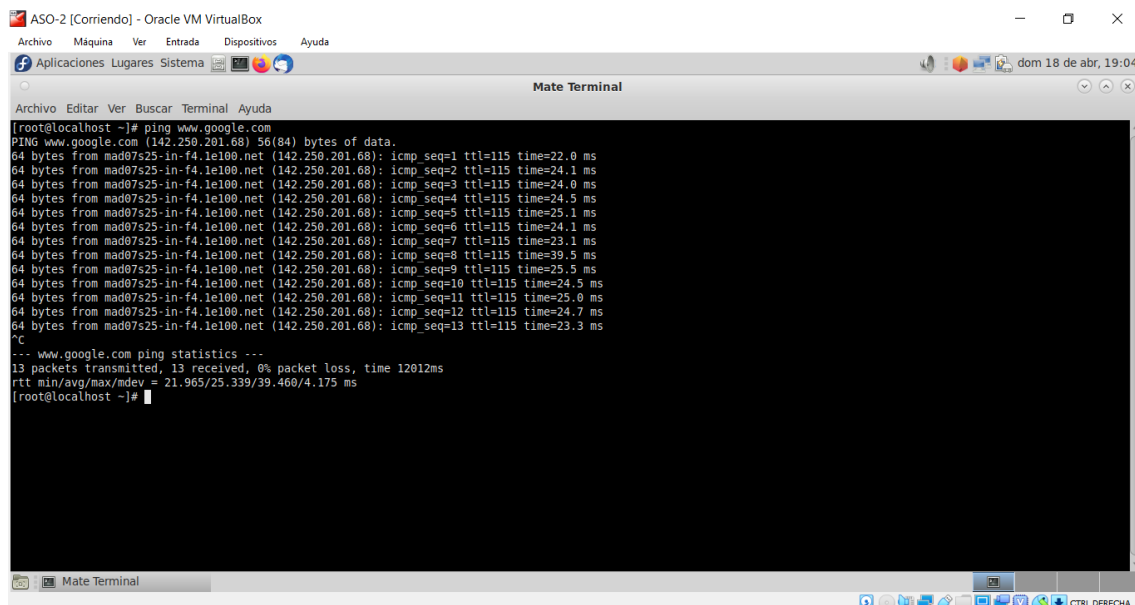 ASO-2 [Corriendo] - Oracle VM VirtualBox
Archivo Máquina Ver Entrada Dispositivos Ayuda
Aplicaciones Lugares Sistema dom 18 de abr, 19:04
Mate Terminal
Archivo Editar Ver Buscar Terminal Ayuda
[root@localhost ~]# ping www.google.com
PING www.google.com (142.250.201.68) 56(84) bytes of data.
64 bytes from mad07s25-in-f4.1e100.net (142.250.201.68): icmp_seq=1 ttl=115 time=22.0 ms
64 bytes from mad07s25-in-f4.1e100.net (142.250.201.68): icmp_seq=2 ttl=115 time=24.1 ms
64 bytes from mad07s25-in-f4.1e100.net (142.250.201.68): icmp_seq=3 ttl=115 time=24.0 ms
64 bytes from mad07s25-in-f4.1e100.net (142.250.201.68): icmp_seq=4 ttl=115 time=24.5 ms
64 bytes from mad07s25-in-f4.1e100.net (142.250.201.68): icmp_seq=5 ttl=115 time=25.1 ms
64 bytes from mad07s25-in-f4.1e100.net (142.250.201.68): icmp_seq=6 ttl=115 time=24.1 ms
64 bytes from mad07s25-in-f4.1e100.net (142.250.201.68): icmp_seq=7 ttl=115 time=23.1 ms
64 bytes from mad07s25-in-f4.1e100.net (142.250.201.68): icmp_seq=8 ttl=115 time=39.5 ms
64 bytes from mad07s25-in-f4.1e100.net (142.250.201.68): icmp_seq=9 ttl=115 time=25.5 ms
64 bytes from mad07s25-in-f4.1e100.net (142.250.201.68): icmp_seq=10 ttl=115 time=24.5 ms
64 bytes from mad07s25-in-f4.1e100.net (142.250.201.68): icmp_seq=11 ttl=115 time=25.0 ms
64 bytes from mad07s25-in-f4.1e100.net (142.250.201.68): icmp_seq=12 ttl=115 time=24.7 ms
64 bytes from mad07s25-in-f4.1e100.net (142.250.201.68): icmp_seq=13 ttl=115 time=23.3 ms
^C
--- www.google.com ping statistics ---
13 packets transmitted, 13 received, 0% packet loss, time 12012ms
rtt min/avg/max/mdev = 21.965/25.339/39.460/4.175 ms
[root@localhost ~]#
Mate Terminal
CTRL DERECHA